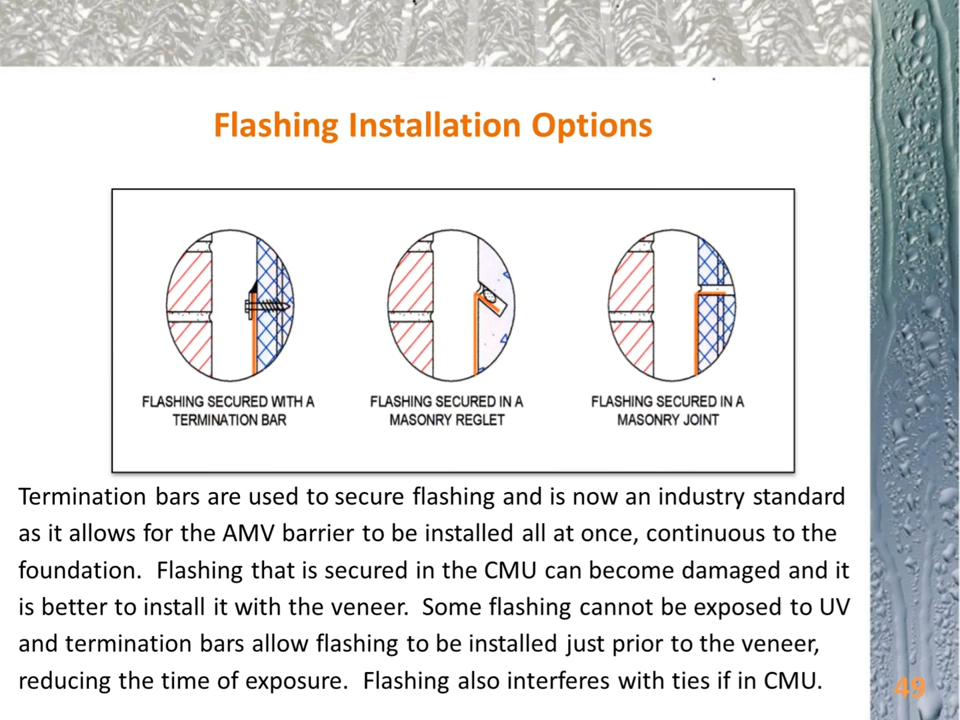 Flashing Installation Options
FLASHING SECURED WITH A
TERMINATION BAR
FLASHING SECURED IN A
MASONRY REGLET
FLASHING SECURED IN A
MASONRY JOINT
Termination bars are used to secure flashing and is now an industry standard
as it allows for the AMV barrier to be installed all at once, continuous to the
foundation.  Flashing that is secured in the CMU can become damaged and it
is better to install it with the veneer.  Some flashing cannot be exposed to UV
and termination bars allow flashing to be installed just prior to the veneer,
reducing the time of exposure.  Flashing also interferes with ties if in CMU.
49